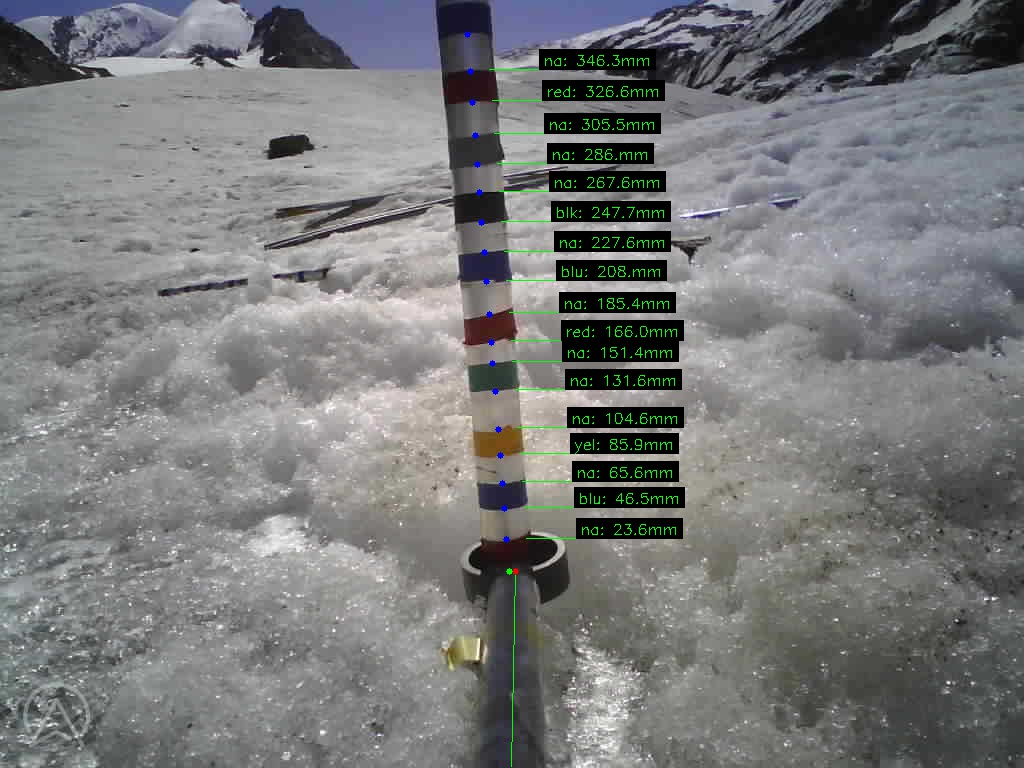 na: 346.3mm
red: 326.6mm
na: 305.5mm
na: 286.mm
na: 267.6mm
blk: 247.7mm
na: 227.6mm
blu: 208.mm
na: 185.4mm
red: 166.0mm
na: 151.4mm
na: 131.6mm
na: 104.6mm
yel: 85.9mm
na: 65.6mm
blu: 46.5mm
na: 23.6mm